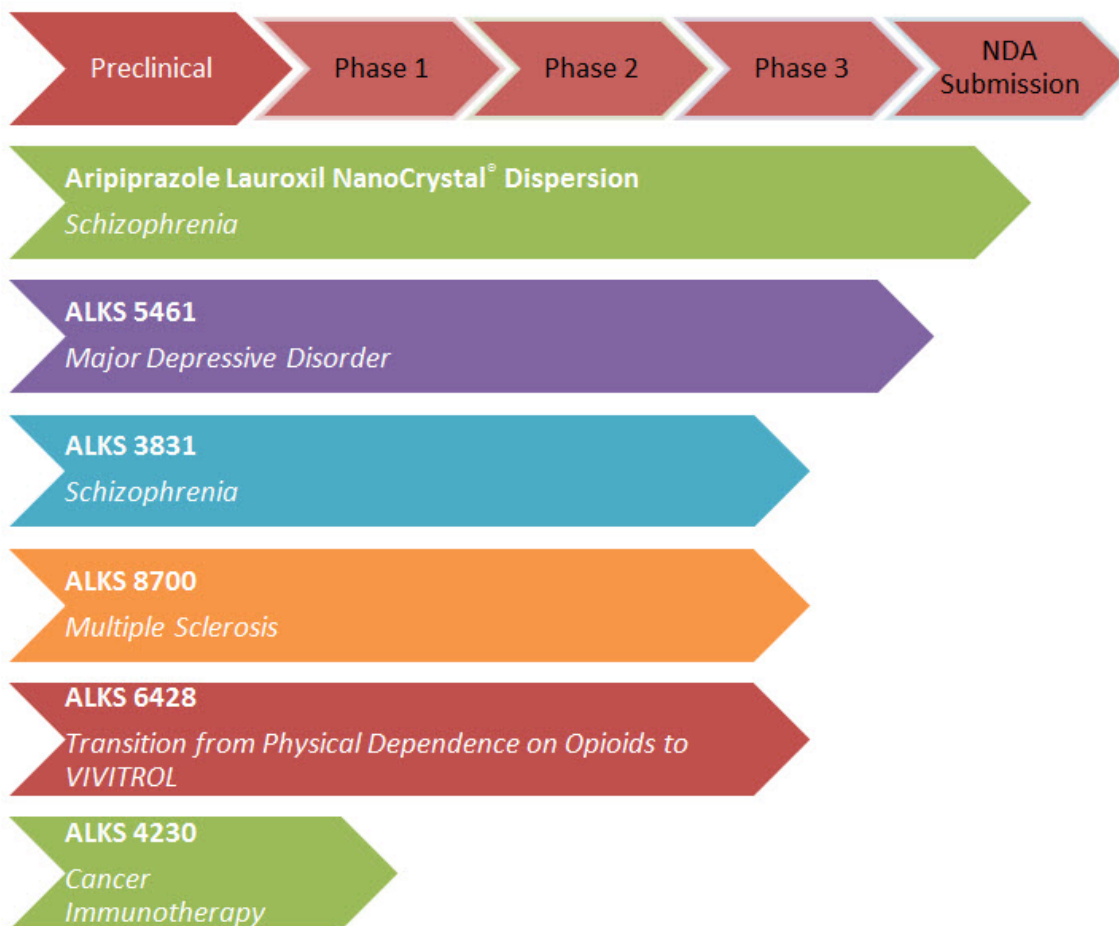 Preclinical
Phase 1
Phase 2
Phase 3
NDA
Submission
Aripiprazole Lauroxil NanoCrystal® Dispersion
Schizophrenia
ALKS 5461
Major Depressive Disorder
ALKS 3831
Schizophrenia
ALKS 8700
Multiple Sclerosis
ALKS 6428
Transition from Physical Dependence on Opioids to
VIVITROL
ALKS 4230
Cancer
Immunotherapy